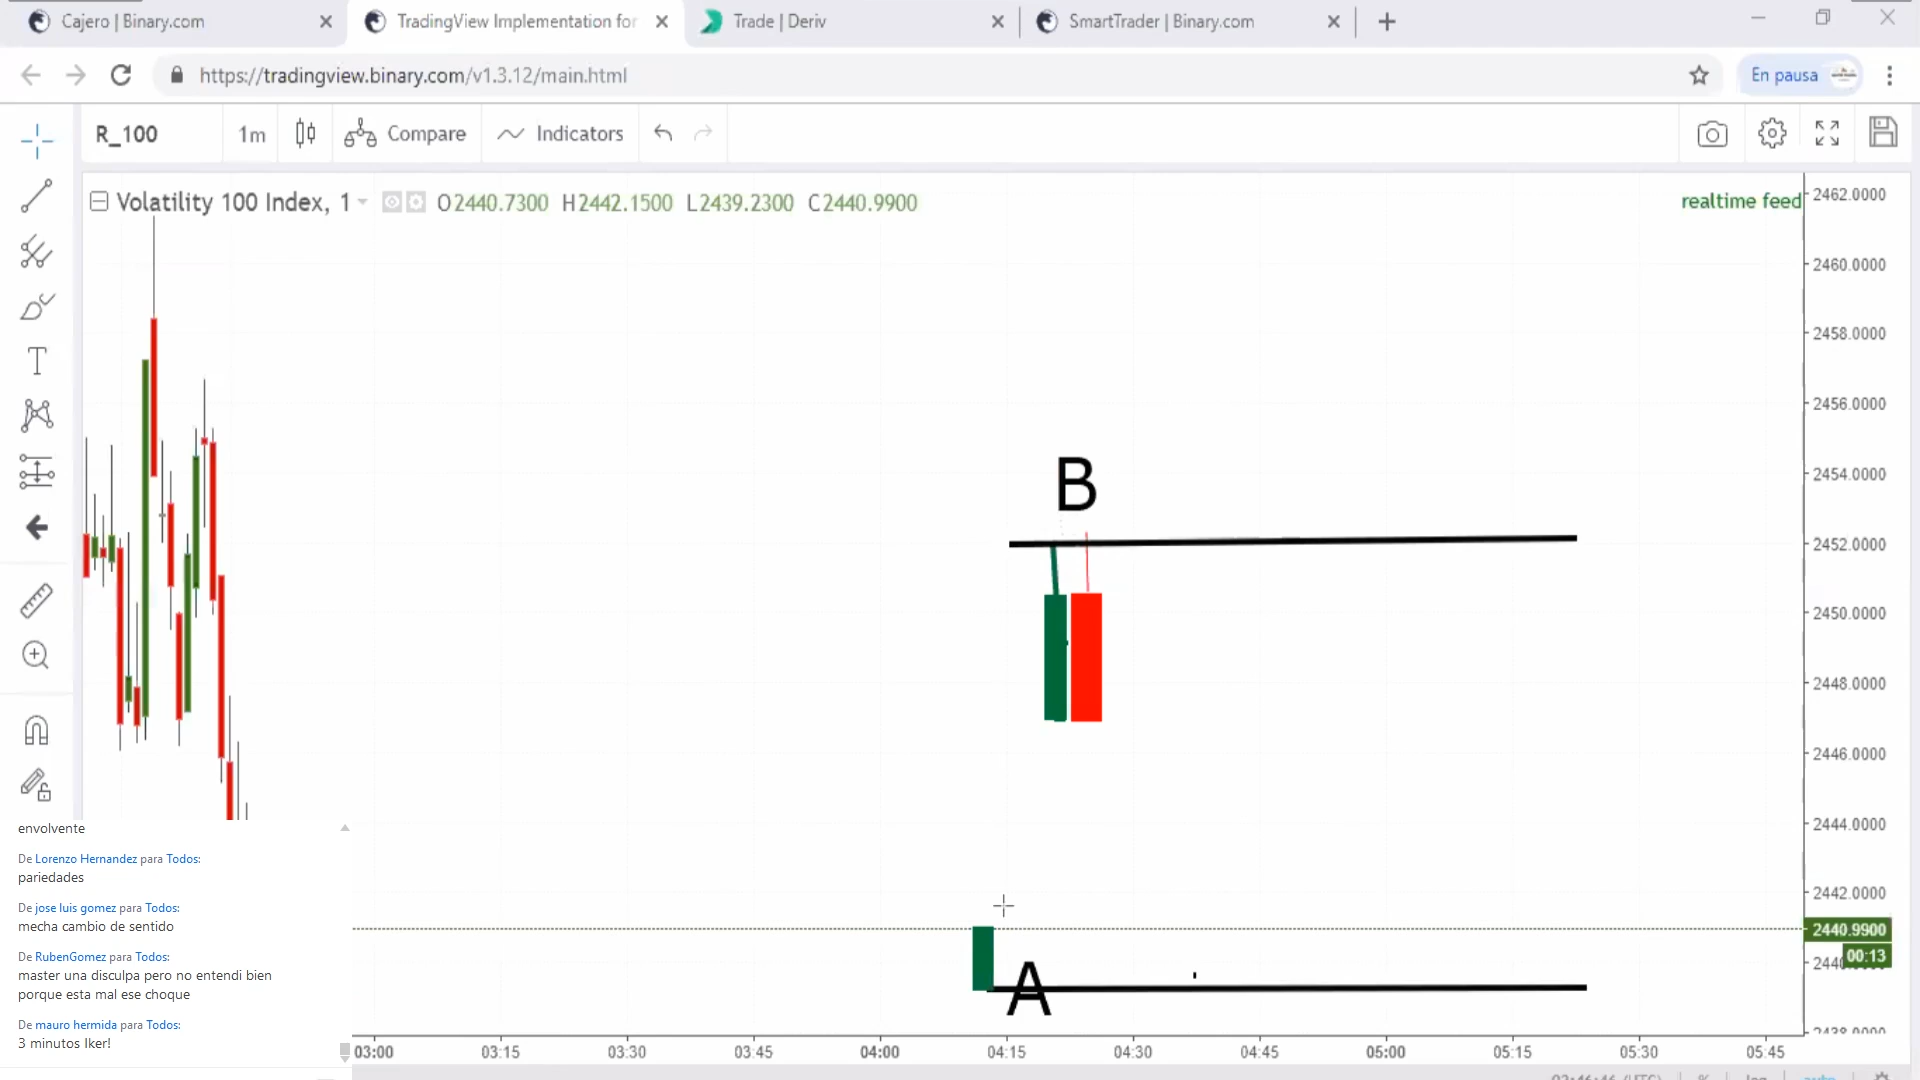 Cajero | Binary.com
TradingView Implementation for
Trade | Deriv
SmartTrader | Binary.com
https://tradingview.binary.com/v1.3.12/main.html
En pausa
R_100
1m
Compare
Indicators
Volatility 100 Index, 1
O2440.7300 H2442.1500 L2439.2300 C2440.9900
realtime feed
2462.0000
2460.0000
2458.0000
2456.0000
2454.0000
B
2452.0000
2450.0000
2448.0000
2446.0000
2444.0000
2442.0000
2440.9900
00:13
A
2438.0000
envolvente
De Lorenzo Hernandez para Todos:
pariedades
De jose luis gomez para Todos:
mecha cambio de sentido
De RubenGomez para Todos:
master una disculpa pero no entendi bien
porque esta mal ese choque
De mauro hermida para Todos:
3 minutos Iker!
03:00 03:15 03:30 03:45 04:00 04:15 04:30 04:45 05:00 05:15 05:30 05:45